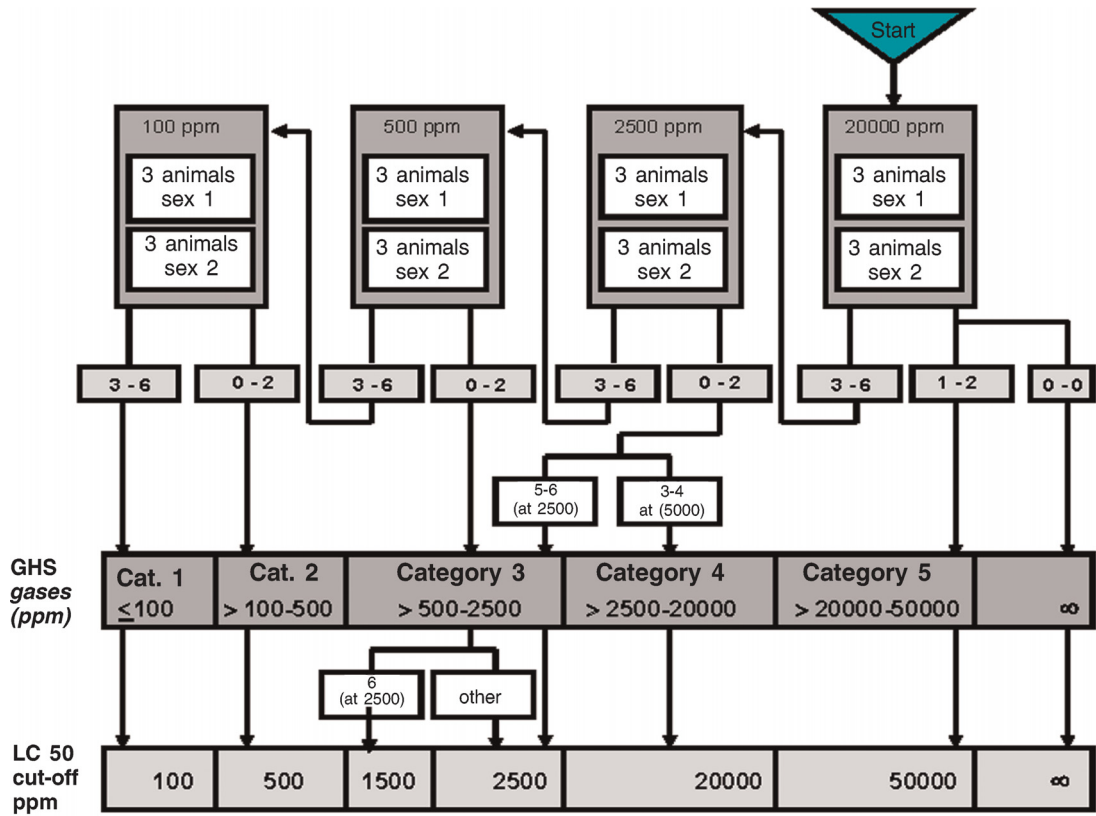 Start
100 ppm
3 animals
sex 1
3 animals
sex 2
500 ppm
3 animals
sex 1
3 animals
sex 2
2500 ppm
3 animals
sex 1
3 animals
sex 2
20000 ppm
3 animals
sex 1
3 animals
sex 2
3 - 6
0 - 2
3 - 6
0 - 2
3 - 6
0 - 2
3 - 6
1 - 2
0 - 0
5-6
(at 2500)
3-4
at (5000)
GHS
gases
(ppm)
Cat. 1
≤100
Cat. 2
> 100-500
Category 3
> 500-2500
Category 4
> 2500-20000
Category 5
> 20000-50000
∞
6
(at 2500)
other
LC 50
cut-off
ppm
100
500
1500
2500
20000
50000
∞